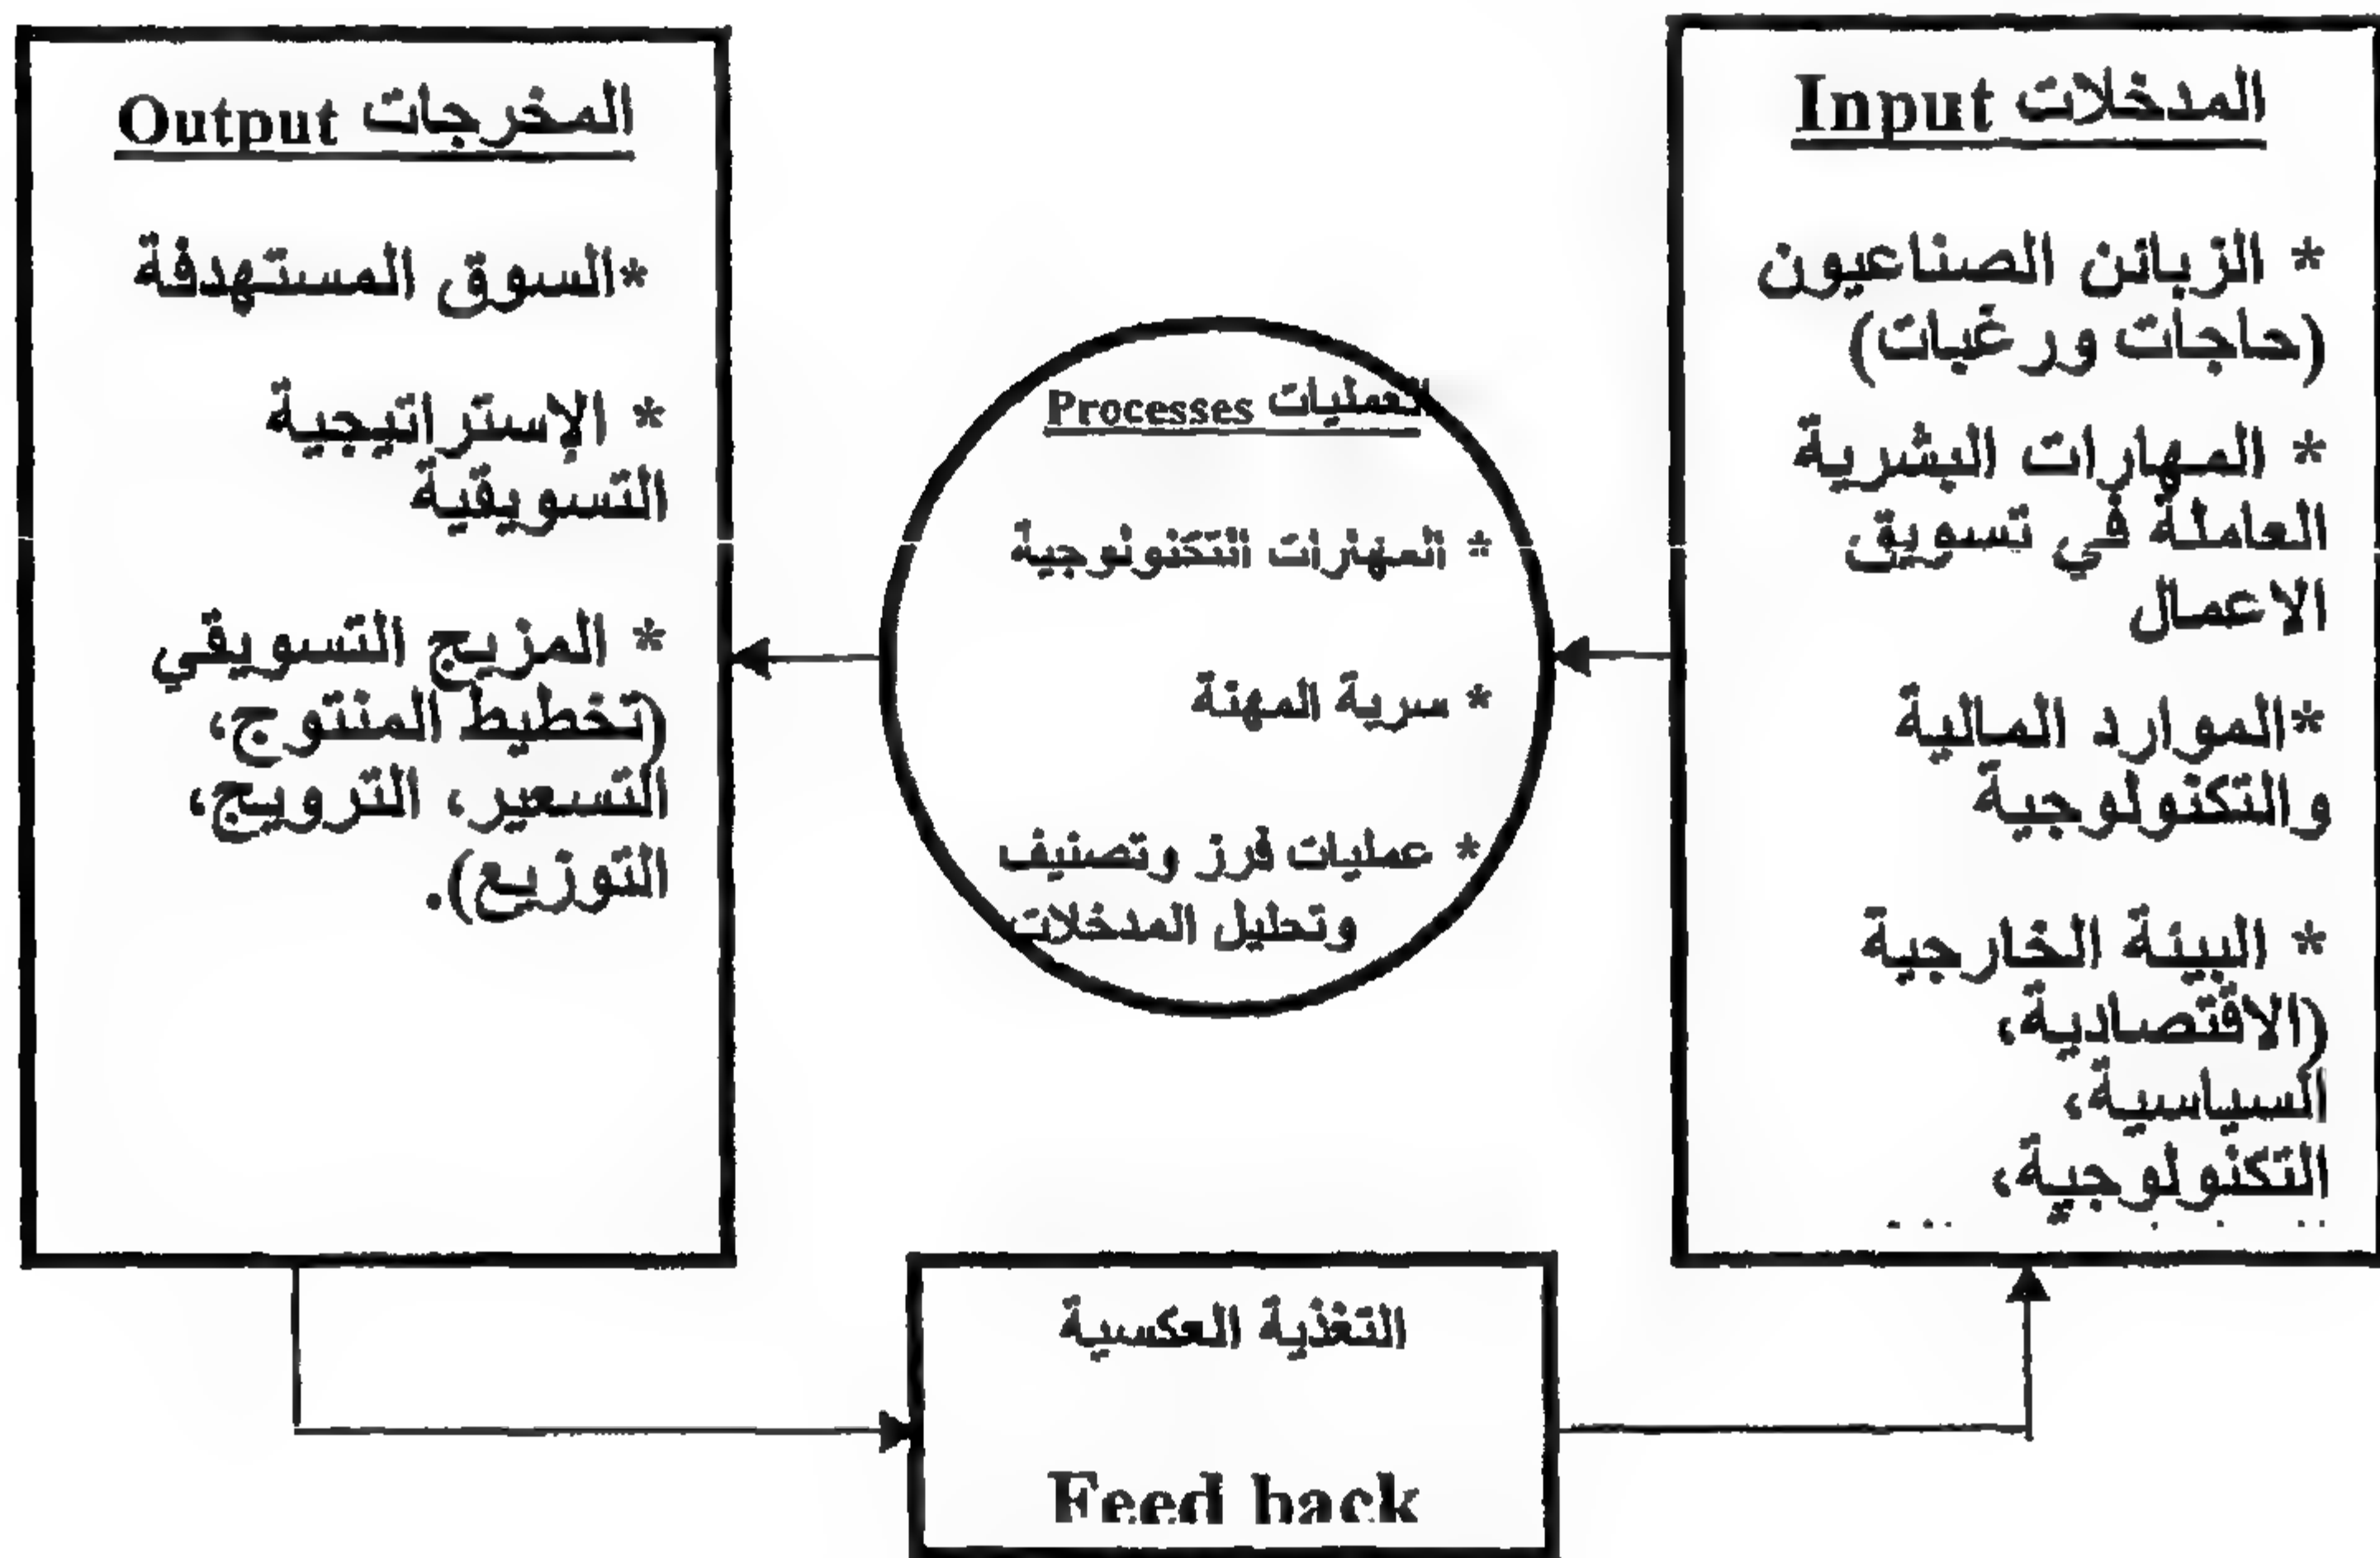 المدخلات Input
* الزبائن الصناعيون
(حاجات ورغبات)
* المهارات البشرية
العاملة في تسويق
الاعمال
*الموارد المالية
والتكنولوجية
* البيئة الخارجية
(الاقتصادية،
السياسية،
التكنولوجية،
العمليات Processes
* المهارات التكنولوجية
* سرية المهنة
* عمليات فرز وتصنيف
وتحليل المدخلات
المخرجات Output
*السوق المستهدفة
* الإستراتيجية
التسويقية
* المزيج التسويقي
(تخطيط المنتوج،
التسعير، الترويج،
التوزيع).
التغذية العكسية
Feed back